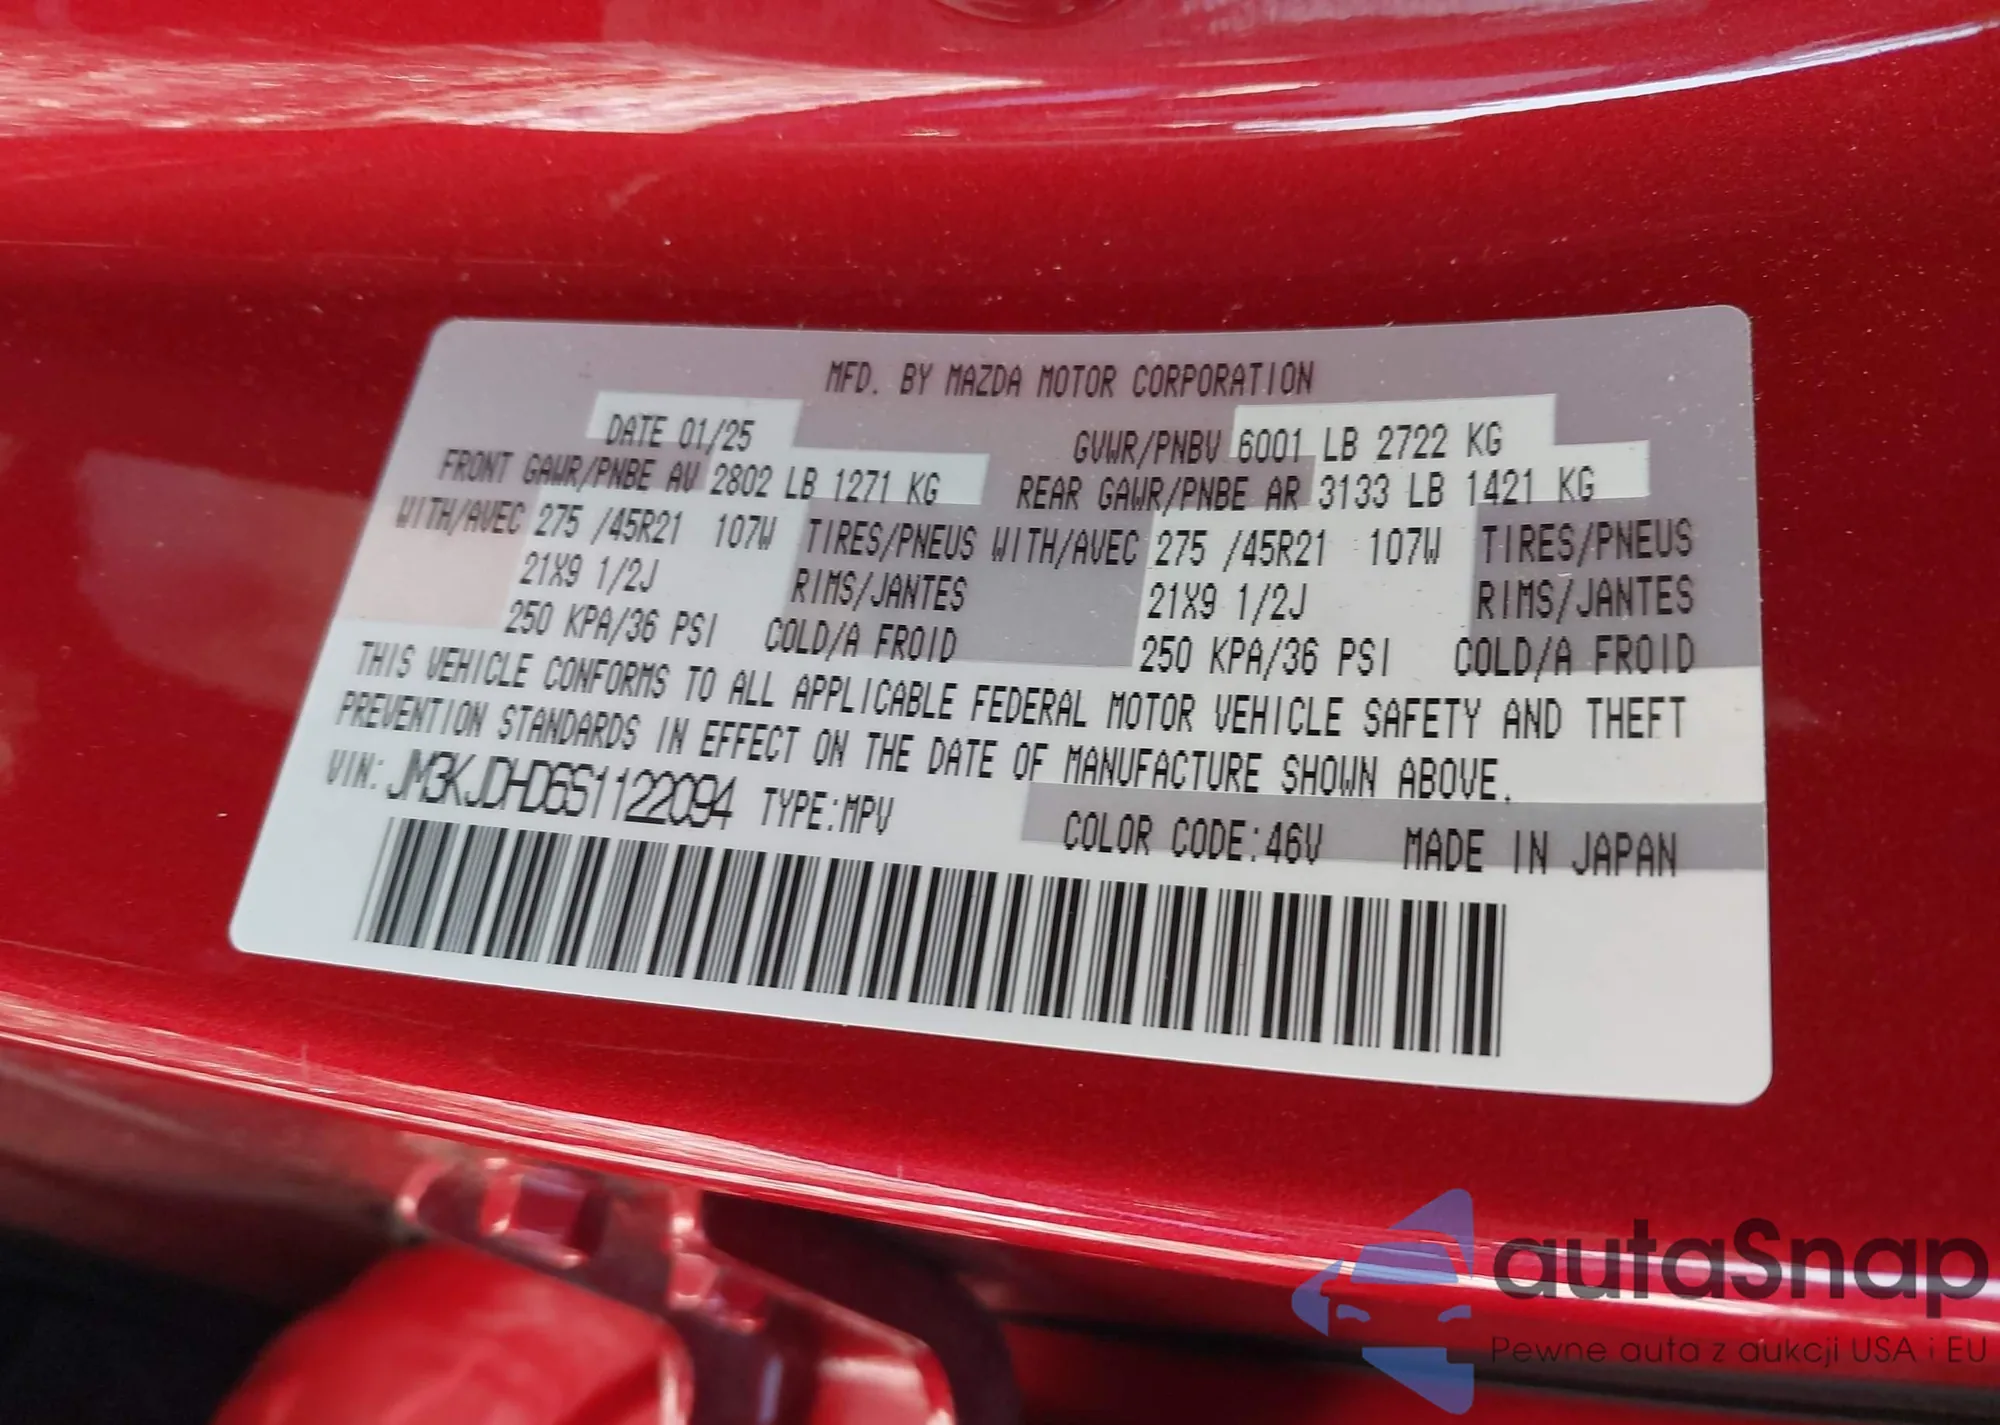 MFD. BY MAZDA MOTOR CORPORATION
DATE 01/25 GVWR/PNBV 6001 LB 2722 KG
FRONT GAWR/PNBE AV 2802 LB 1271 KG REAR GAWR/PNBE AR 3133 LB 1421 KG
WITH/AVEC 275 /45R21 107W TIRES/PNEUS WITH/AVEC 275 /45R21 107W TIRES/PNEUS
21X9 1/2J RIMS/JANTES 21X9 1/2J RIMS/JANTES
250 KPA/36 PSI COLD/A FROID 250 KPA/36 PSI COLD/A FROID
THIS VEHICLE CONFORMS TO ALL APPLICABLE FEDERAL MOTOR VEHICLE SAFETY AND THEFT
PREVENTION STANDARDS IN EFFECT ON THE DATE OF MANUFACTURE SHOWN ABOVE.
VIN: JM3KJDHD6S1122094 TYPE:MPV COLOR CODE:46V MADE IN JAPAN
autaSnap
Pewne auta z aukcji USA i EU